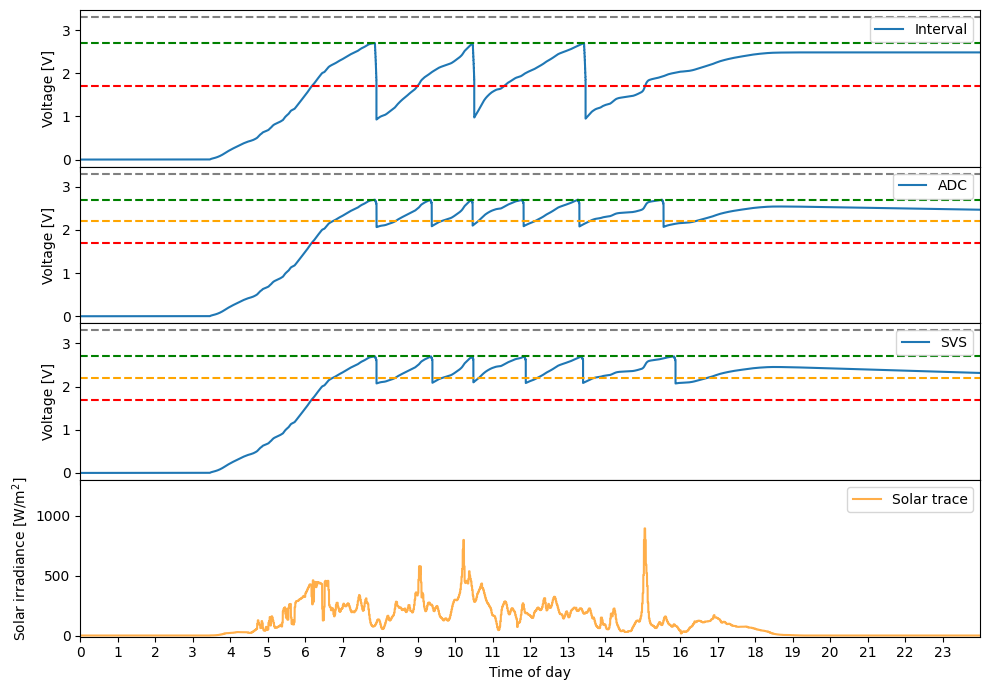 Interval
Voltage [V]
3
2
1
0
ADC
Voltage [V]
3
2
1
0
SVS
Voltage [V]
3
2
1
0
Solar trace
Solar irradiance [W/m²]
1000
500
0
0 1 2 3 4 5 6 7 8 9 10 11 12 13 14 15 16 17 18 19 20 21 22 23
Time of day